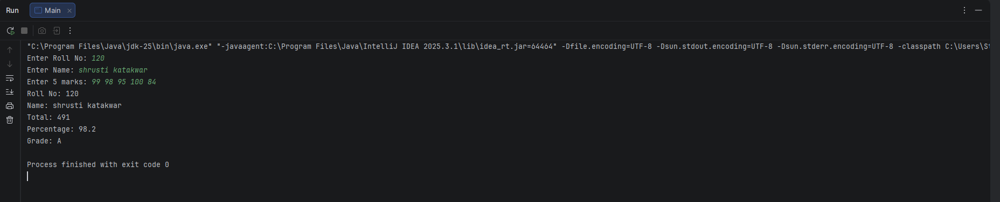 Run Main
"C:\Program Files\Java\jdk-25\bin\java.exe" "-javaagent:C:\Program Files\Java\IntelliJ IDEA 2025.3.1\lib\idea_rt.jar=64464" -Dfile.encoding=UTF-8 -Dsun.stdout.encoding=UTF-8 -Dsun.stderr.encoding=UTF-8 -classpath C:\Users\St
Enter Roll No: 120
Enter Name: shrusti katakwar
Enter 5 marks: 99 98 95 100 84
Roll No: 120
Name: shrusti katakwar
Total: 491
Percentage: 98.2
Grade: A
Process finished with exit code 0